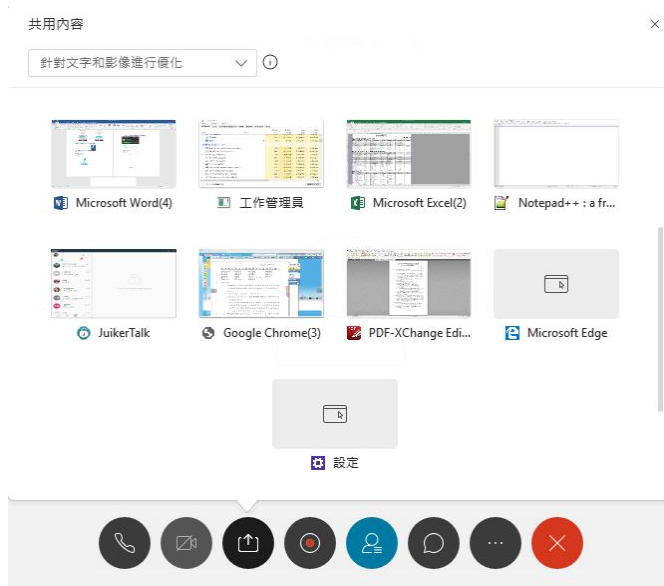 共用內容
針對文字和影像進行優化
Microsoft Word(4)
工作管理員
Microsoft Excel(2)
Notepad++ : a fr...
JuikerTalk
Google Chrome(3)
PDF-XChange Edi...
Microsoft Edge
設定